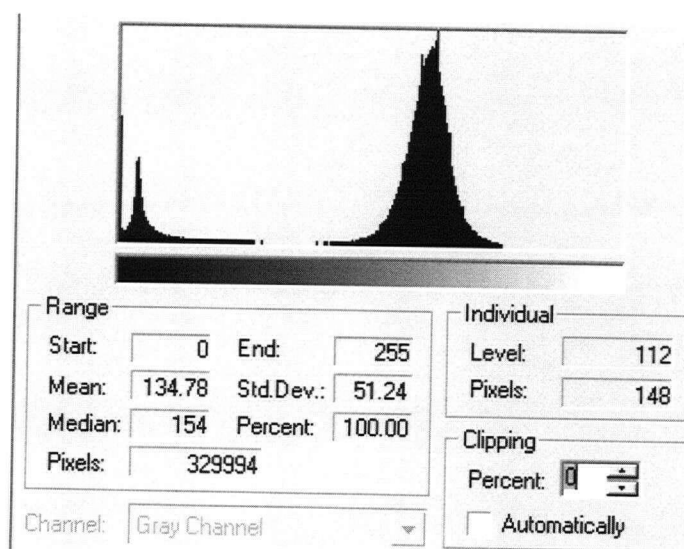 Range
Start: 0 End: 255
Mean: 134.78 Std.Dev.: 51.24
Median: 154 Percent: 100.00
Pixels: 329994
Individual
Level: 112
Pixels: 148
Clipping
Percent: 0
Automatically
Channel: Gray Channel